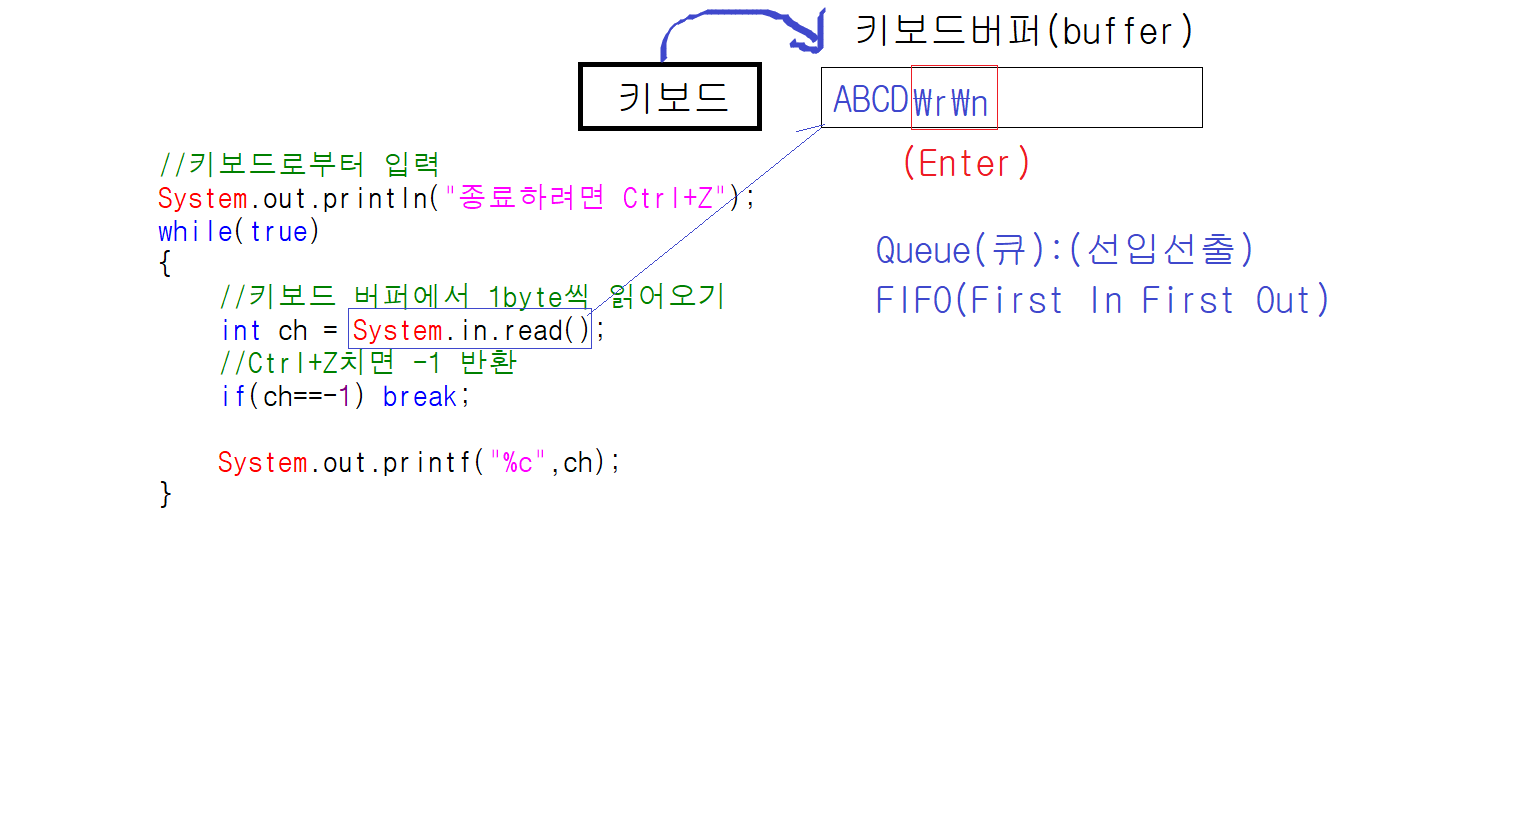 키보드버퍼(buffer)
키보드
ABCD₩r₩n
(Enter)
//키보드로부터 입력
System.out.println("종료하려면 Ctrl+Z");
while(true)
{
//키보드 버퍼에서 1byte씩 읽어오기
int ch = System.in.read();
//Ctrl+Z치면 -1 반환
if(ch==-1) break;
System.out.printf("%c",ch);
}
Queue(큐):(선입선출)
FIFO(First In First Out)